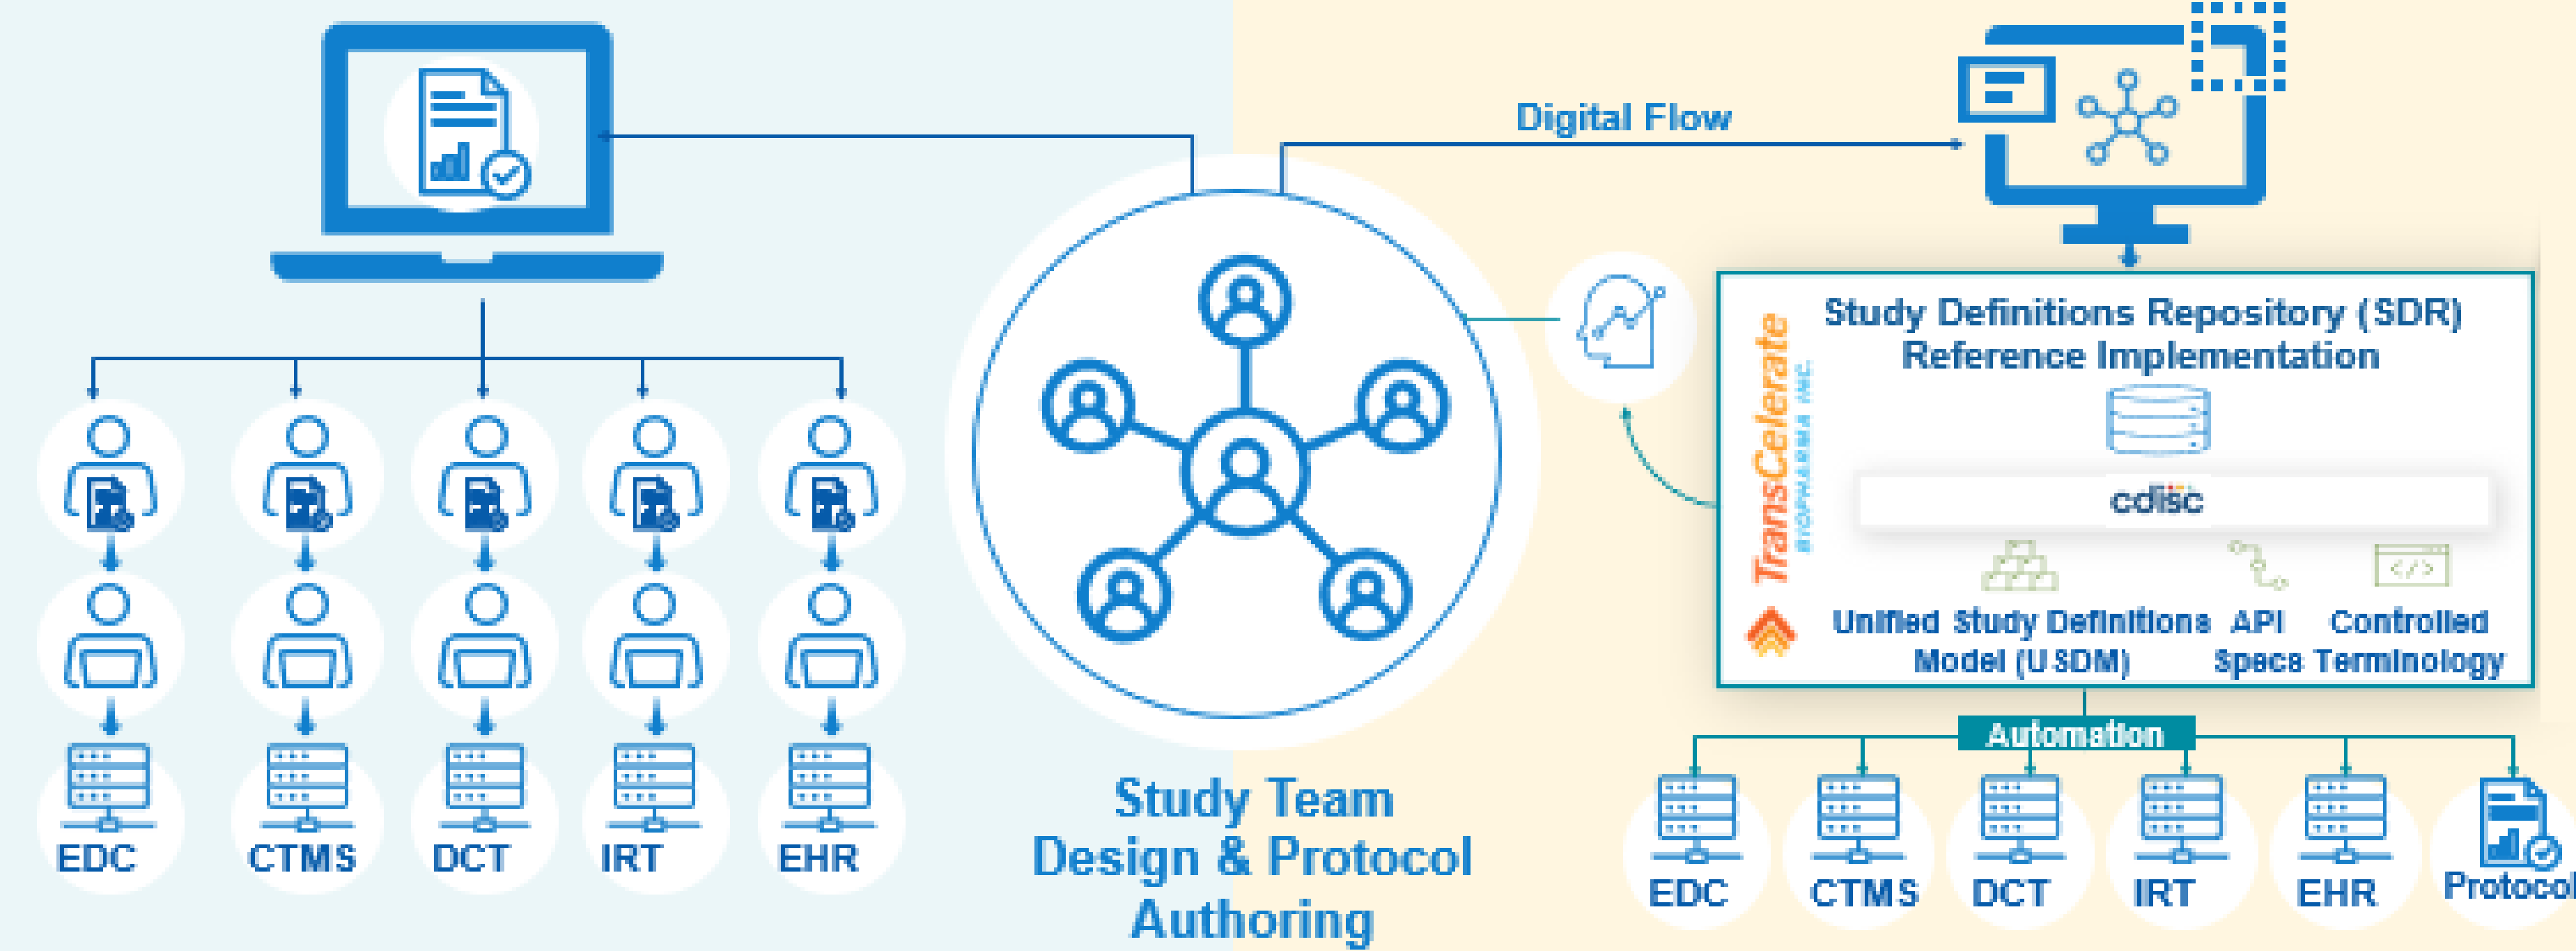 Digital Flow
Study Definitions Repository (SDR)
Reference Implementation
TransCelerate
BIOPHARMA INC.
cdisc
Unified Study Definitions
Model (USDM)
API
Specs
Controlled
Terminology
Automation
EDC
CTMS
DCT
IRT
EHR
Study Team
Design & Protocol
Authoring
EDC
CTMS
DCT
IRT
EHR
Protocol